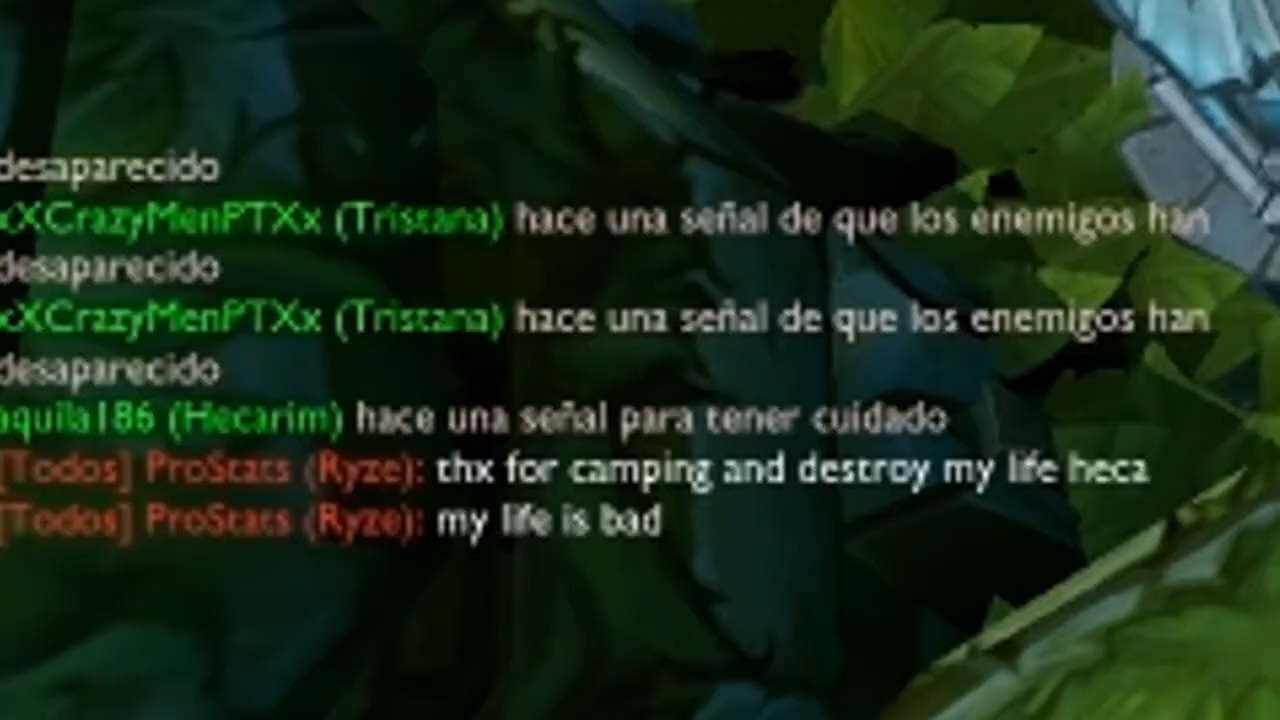 desaparecido
xXCrazyMenPTXx (Tristana) hace una señal de que los enemigos han
desaparecido
xXCrazyMenPTXx (Tristana) hace una señal de que los enemigos han
desaparecido
aquila186 (Hecarim) hace una señal para tener cuidado
[Todos] ProStats (Ryze): thx for camping and destroy my life heca
[Todos] ProStats (Ryze): my life is bad